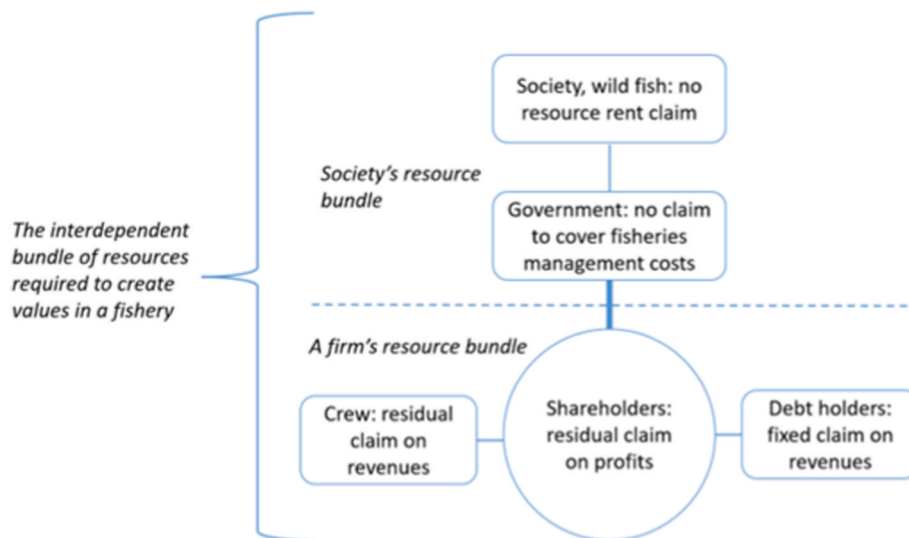 Society, wild fish: no
resource rent claim
Society's resource
bundle
Government: no claim
to cover fisheries
management costs
The interdependent
bundle of resources
required to create
values in a fishery
A firm's resource bundle
Crew: residual
claim on
revenues
Shareholders:
residual claim
on profits
Debt holders:
fixed claim on
revenues